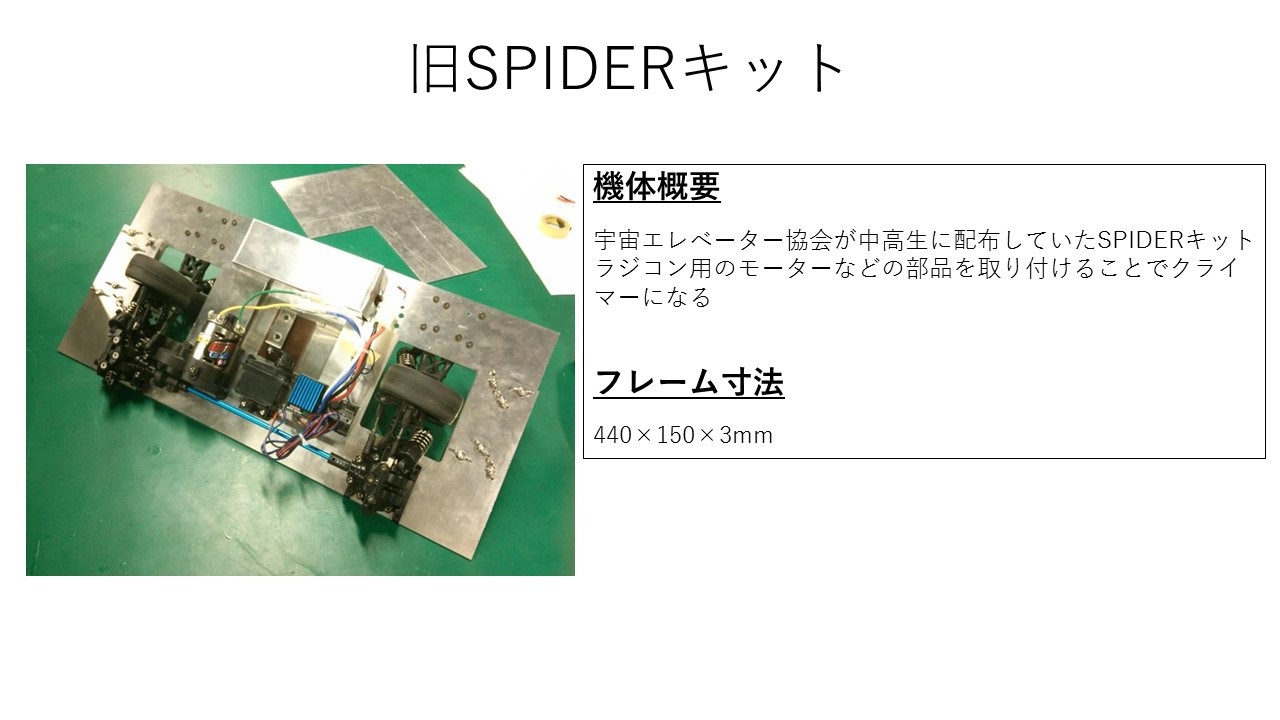 旧SPIDERキット
機体概要
宇宙エレベーター協会が中高生に配布していたSPIDERキット
ラジコン用のモーターなどの部品を取り付けることでクライ
マーになる
フレーム寸法
440×150×3mm